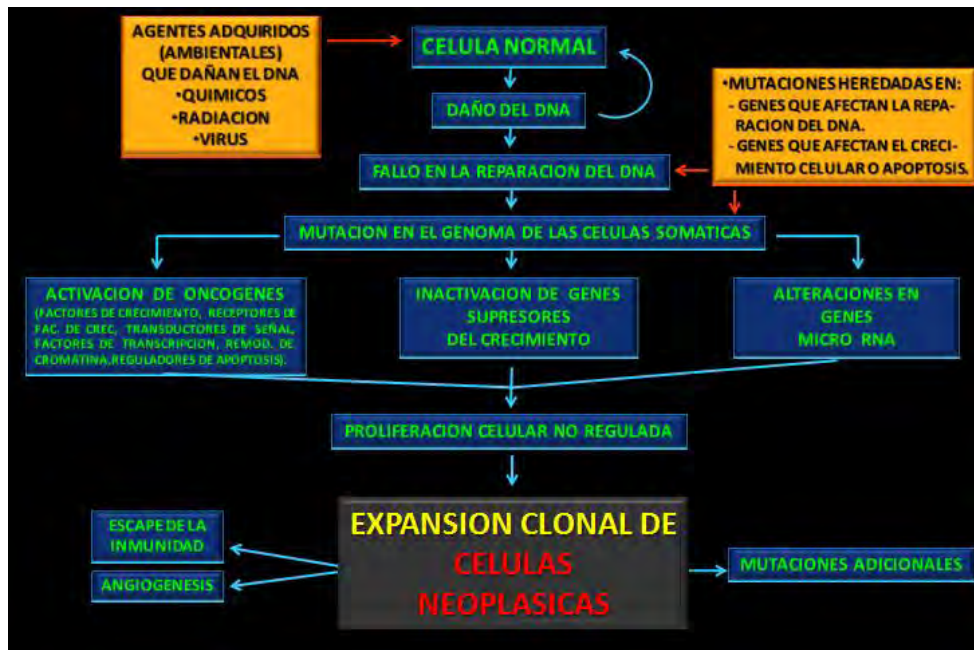 AGENTES ADQUIRIDOS
(AMBIENTALES)
QUE DAÑAN EL DNA
•QUIMICOS
•RADIACION
•VIRUS
CELULA NORMAL
DAÑO DEL DNA
•MUTACIONES HEREDADAS EN:
- GENES QUE AFECTAN LA REPA-
RACION DEL DNA.
- GENES QUE AFECTAN EL CRECI-
MIENTO CELULAR O APOPTOSIS.
FALLO EN LA REPARACION DEL DNA
MUTACION EN EL GENOMA DE LAS CELULAS SOMATICAS
ACTIVACION DE ONCOGENES
(FACTORES DE CRECIMIENTO, RECEPTORES DE
FAC. DE CREC, TRANSDUCTORES DE SEÑAL,
FACTORES DE TRANSCRIPCION, REMOD. DE
CROMATINA,REGULADORES DE APOPTOSIS).
INACTIVACION DE GENES
SUPRESORES
DEL CRECIMIENTO
ALTERACIONES EN
GENES
MICRO RNA
PROLIFERACION CELULAR NO REGULADA
EXPANSION CLONAL DE
CELULAS
NEOPLASICAS
ESCAPE DE LA
INMUNIDAD
ANGIOGENESIS
MUTACIONES ADICIONALES